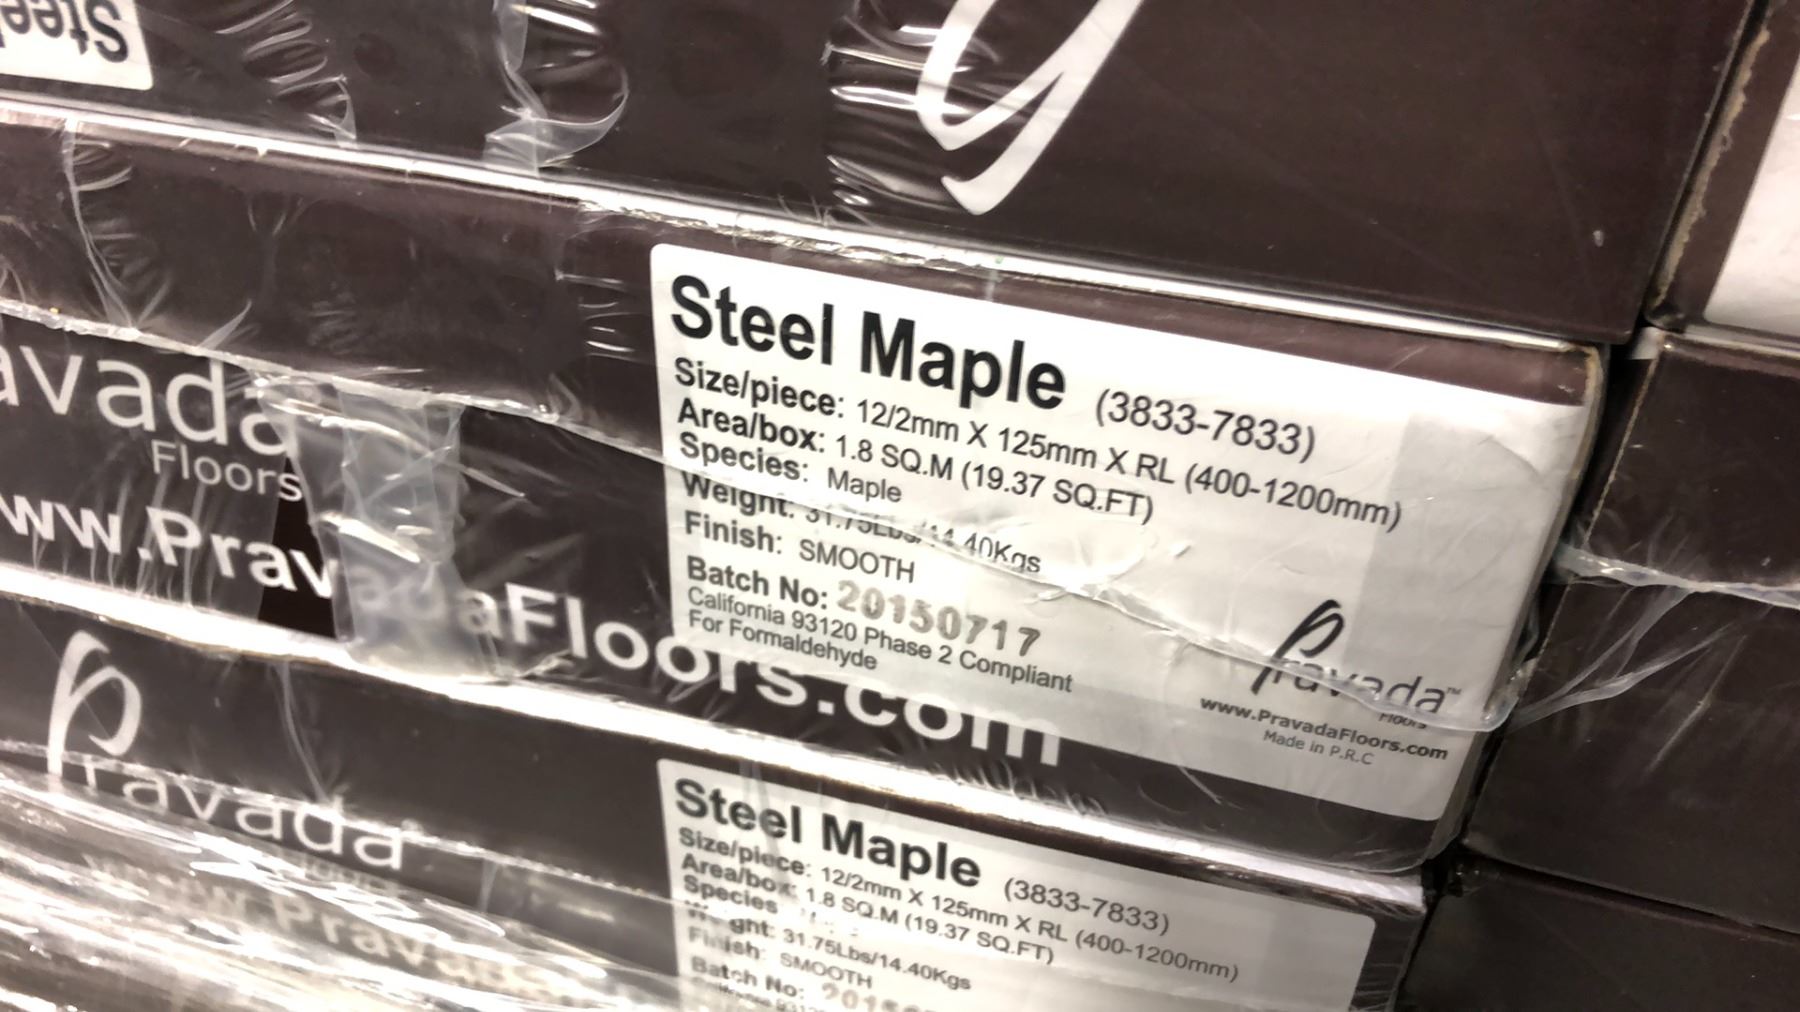 Steel
Steel Maple (3833-7833)
Size/piece: 12/2mm X 125mm X RL (400-1200mm)
Area/box: 1.8 SQ.M (19.37 SQ.FT)
Species: Maple
Weight: 31.75Lbs/14.40Kgs
Finish: SMOOTH
Batch No: 20150717
California 93120 Phase 2 Compliant
For Formaldehyde
Pravada™
Floors
www.PravadaFloors.com
Made in P.R.C
avada
Floors
ww.PravadaFloors.com
Pravada
Steel Maple (3833-7833)
Size/piece: 12/2mm X 125mm X RL (400-1200mm)
Area/box: 1.8 SQ.M (19.37 SQ.FT)
Species
Weight: 31.75Lbs/14.40Kgs
Finish: SMOOTH
Batch No: